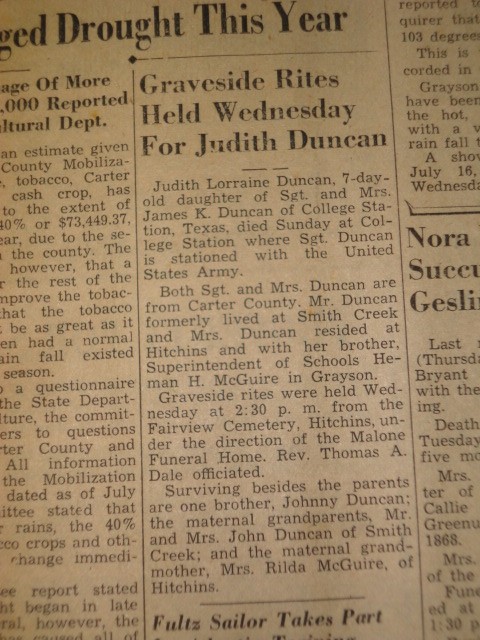 ged Drought This Year
age Of More
,000 Reported
ltural Dept.
an estimate given
County Mobiliza-
, tobacco, Carter
cash crop, has
to the extent of
40% or $73,449.37,
ear, due to the se-
n the county. The
however, that a
r the rest of the
mprove the tobac-
that the tobacco
t be as great as it
en had a normal
ain fall existed
season.
o a questionnaire
the State Depart-
lture, the commit-
ers to questions
rter County and
All information
the Mobilization
dated as of July
ittee stated that
r rains, the 40%
cco crops and oth-
change immedi-
ee report stated
ht began in late
ral, however, the
has caused all of
Graveside Rites
Held Wednesday
For Judith Duncan
Judith Lorraine Duncan, 7-day-
old daughter of Sgt. and Mrs.
James K. Duncan of College Sta-
tion, Texas, died Sunday at Col-
lege Station where Sgt. Duncan
is stationed with the United
States Army.
Both Sgt. and Mrs. Duncan are
from Carter County. Mr. Duncan
formerly lived at Smith Creek
and Mrs. Duncan resided at
Hitchins and with her brother,
Superintendent of Schools He-
man H. McGuire in Grayson.
Graveside rites were held Wed-
nesday at 2:30 p. m. from the
Fairview Cemetery, Hitchins, un-
der the direction of the Malone
Funeral Home. Rev. Thomas A.
Dale officiated.
Surviving besides the parents
are one brother, Johnny Duncan;
the maternal grandparents, Mr.
and Mrs. John Duncan of Smith
Creek; and the maternal grand-
mother, Mrs. Rilda McGuire, of
Hitchins.
Fultz Sailor Takes Part
reported to
quirer that
103 degrees
This is
corded in
Grayson
have been
the hot,
with a v
rain fall t
A show
July 16,
Wednesda
Nora
Succu
Geslin
Last
(Thursda
Bryant
with the
ing.
Death
Tuesday
five mo
Mrs.
ter of
Callie
Greenu
1868.
Mrs.
of the
Fune
ed at
1:30 p